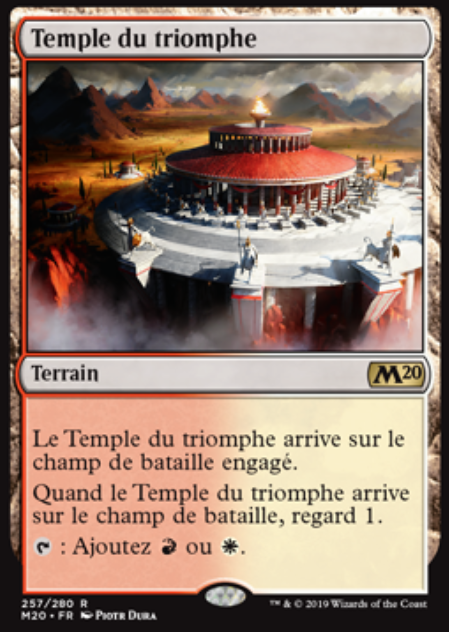 Temple du triomphe
Terrain
M20
Le Temple du triomphe arrive sur le
champ de bataille engagé.
Quand le Temple du triomphe arrive
sur le champ de bataille, regard 1.
: Ajoutez ou .
257/280 R
M20 • FR Piotr Dura
™ & © 2019 Wizards of the Coast